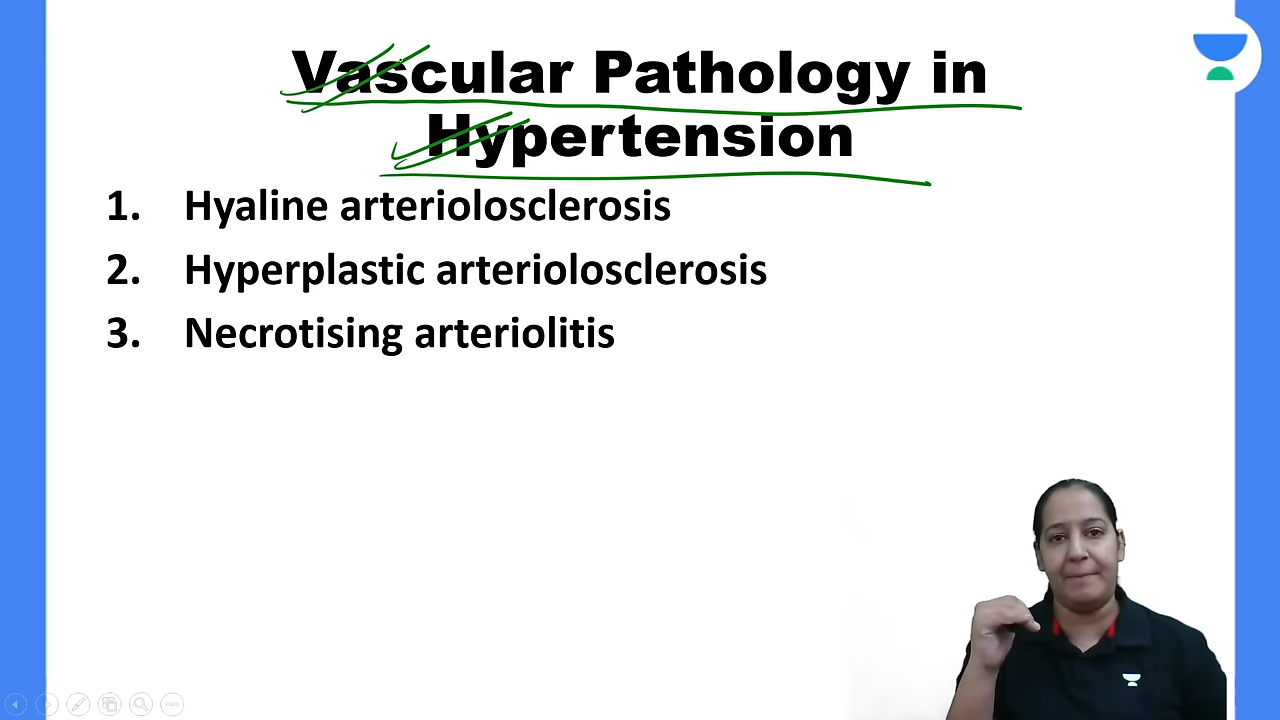 Vascular Pathology in
Hypertension
1. Hyaline arteriolosclerosis
2. Hyperplastic arteriolosclerosis
3. Necrotising arteriolitis